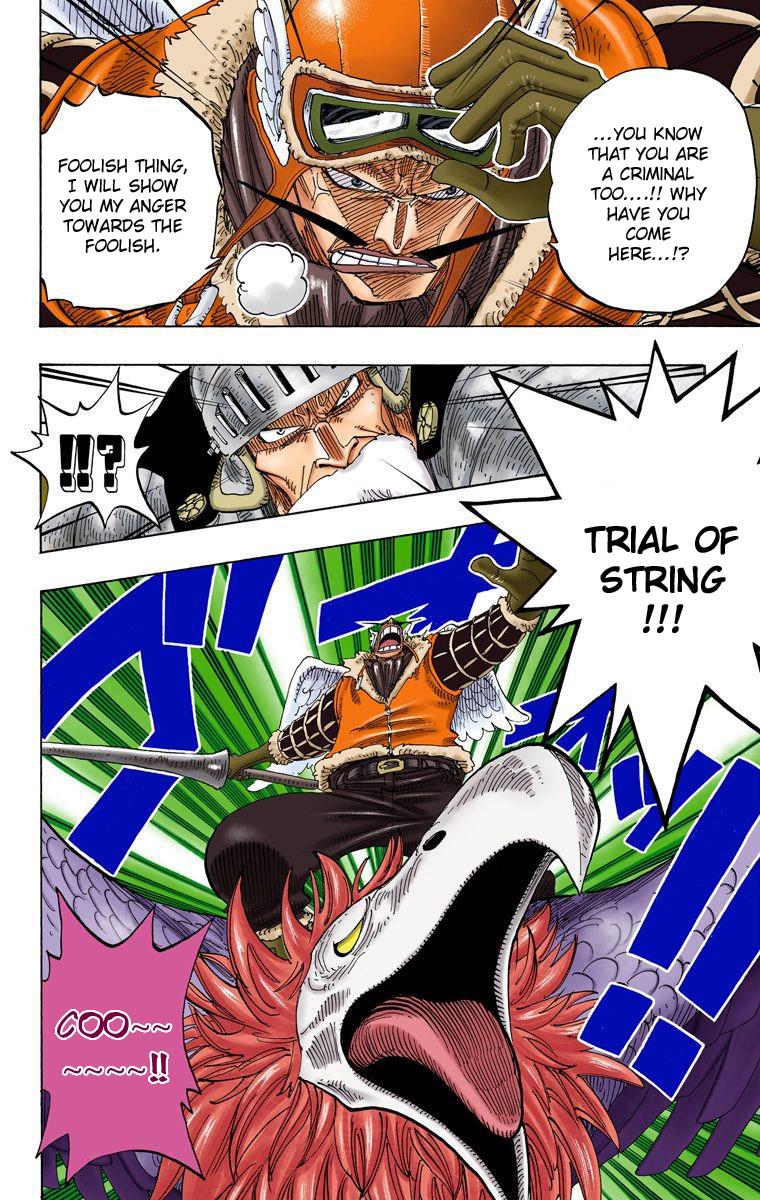 ...YOU KNOW
THAT YOU ARE
A CRIMINAL
TOO....!! WHY
HAVE YOU
COME
HERE...!?
FOOLISH THING,
I WILL SHOW
YOU MY ANGER
TOWARDS THE
FOOLISH.
TRIAL OF
STRING
!!!
!!?
!!
COO~~
~~~~!!